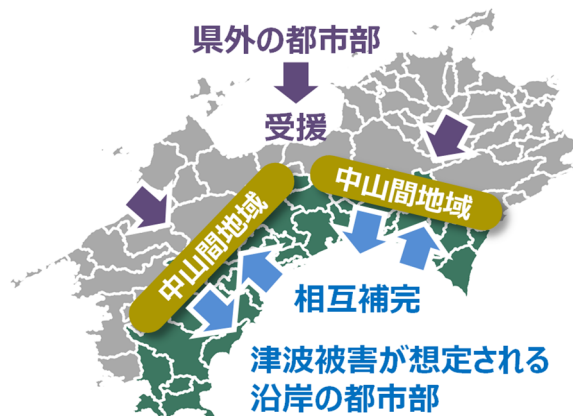 県外の都市部
受援
中山間地域
中山間地域
相互補完
津波被害が想定される
沿岸の都市部